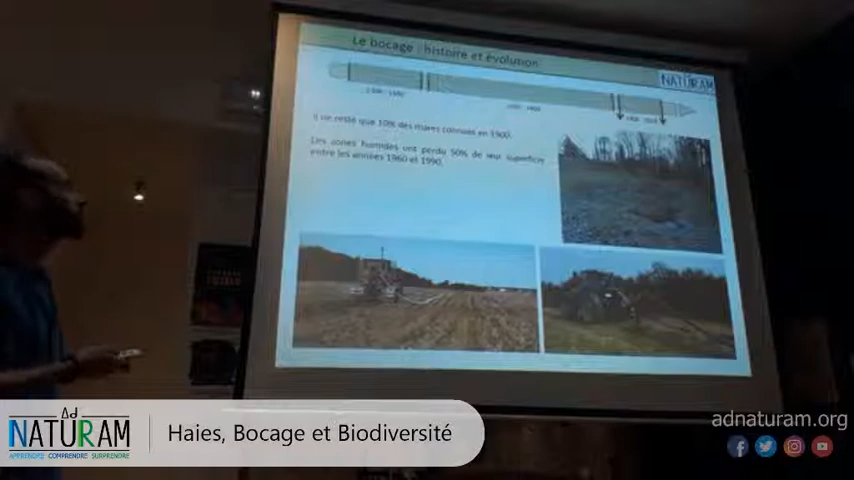 Le bocage : histoire et évolution
NATURAM
Il ne reste que 10% des mares connues en 1900.
Les zones humides ont perdu 50% de leur superficie
entre les années 1960 et 1990.
Ad
NATURAM
APPRENDRE COMPRENDRE SURPRENDRE
Haies, Bocage et Biodiversité
adnaturam.org